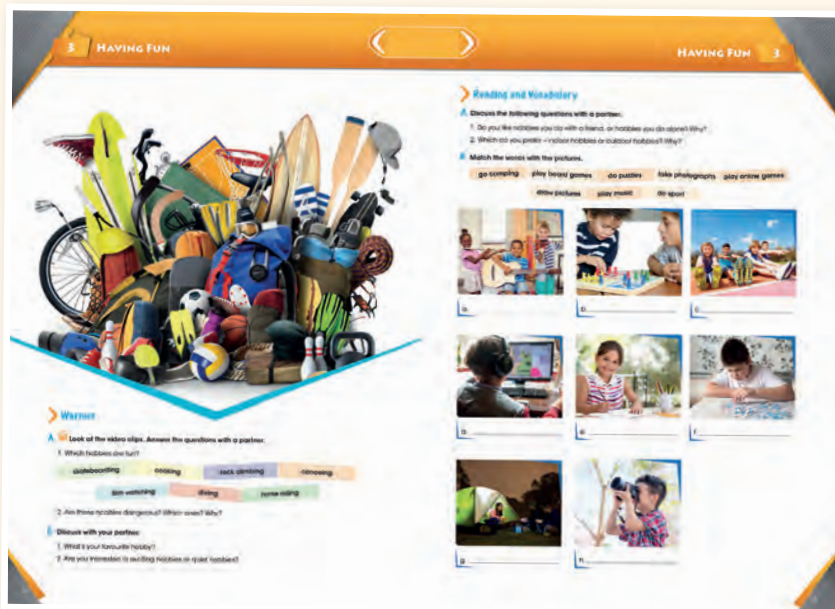 3 HAVING FUN
Warmer
A. Look at the video clips. Answer the questions with a partner.
1. Which hobbies are fun?
skateboarding cooking rock climbing canoeing
film watching diving horse riding
2. Are these hobbies dangerous? Which ones? Why?
B. Discuss with your partner.
1. What's your favourite hobby?
2. Are you interested in exciting hobbies or quiet hobbies?
HAVING FUN 3
Reading and Vocabulary
A. Discuss the following questions with a partner.
1. Do you like hobbies you do with a friend, or hobbies you do alone? Why?
2. Which do you prefer – indoor hobbies or outdoor hobbies? Why?
B. Match the words with the pictures.
go camping play board games do puzzles take photographs play online games
draw pictures play music do sport
a. b. c.
d. e. f.
g. h.